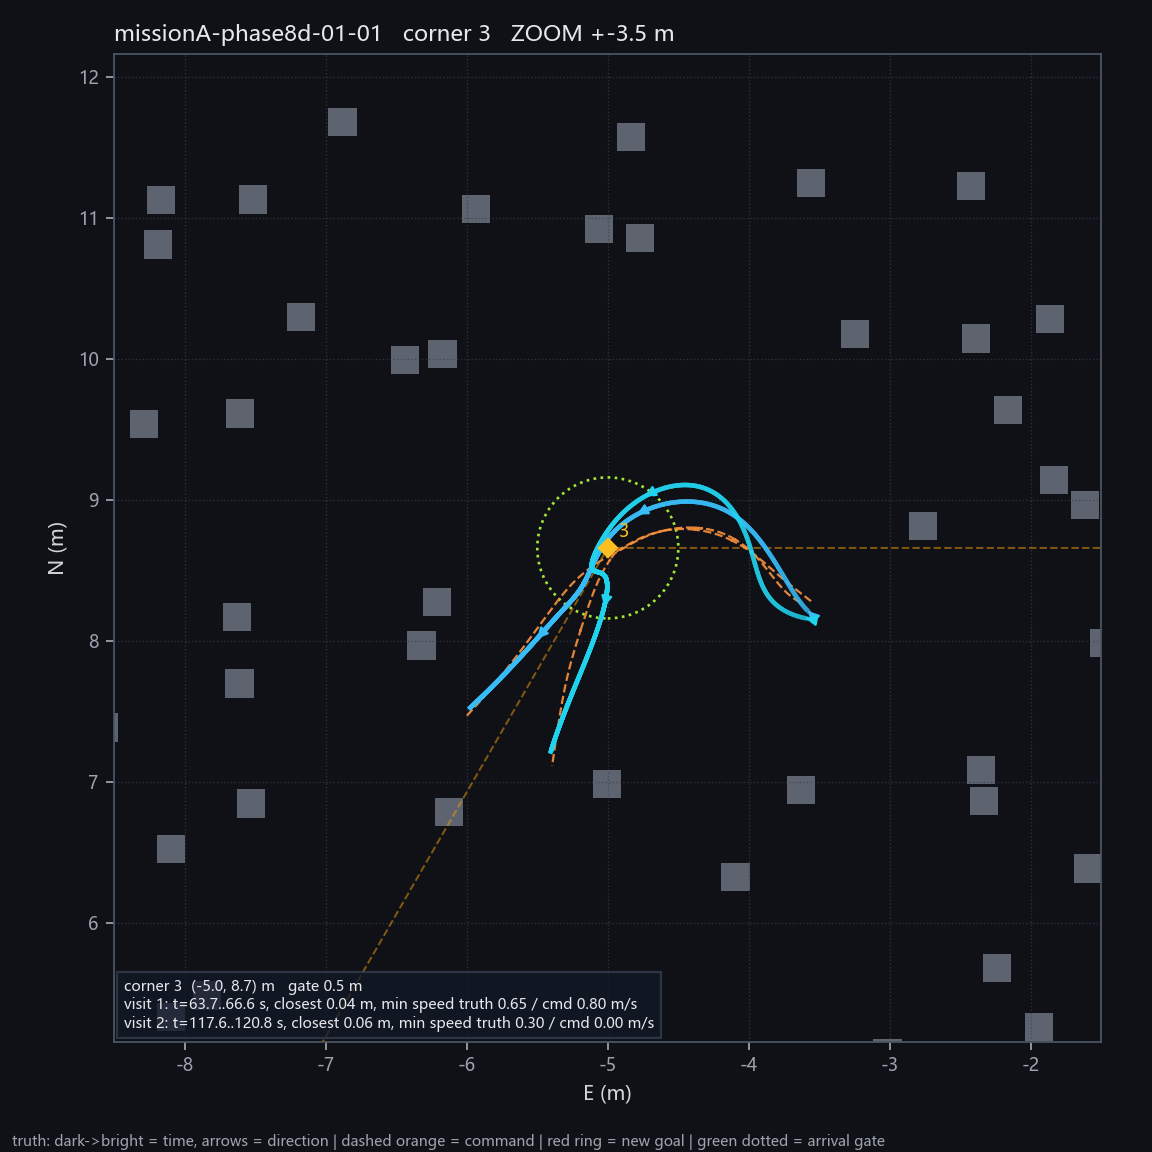 missionA-phase8d-01-01   corner 3   ZOOM +-3.5 m
12
11
10
9
8
7
6
N (m)
3
corner 3  (-5.0, 8.7) m   gate 0.5 m
visit 1: t=63.7..66.6 s, closest 0.04 m, min speed truth 0.65 / cmd 0.80 m/s
visit 2: t=117.6..120.8 s, closest 0.06 m, min speed truth 0.30 / cmd 0.00 m/s
-8 -7 -6 -5 -4 -3 -2
E (m)
truth: dark->bright = time, arrows = direction | dashed orange = command | red ring = new goal | green dotted = arrival gate